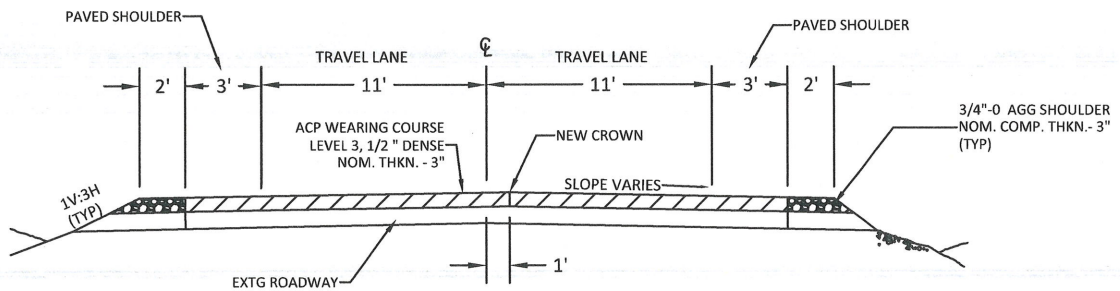 PAVED SHOULDER
PAVED SHOULDER
℄
TRAVEL LANE
TRAVEL LANE
2'
3'
11'
11'
3'
2'
3/4"-0 AGG SHOULDER
NOM. COMP. THKN.- 3"
(TYP)
ACP WEARING COURSE
LEVEL 3, 1/2 " DENSE
NOM. THKN. - 3"
NEW CROWN
SLOPE VARIES
1V:3H
(TYP)
1'
EXTG ROADWAY